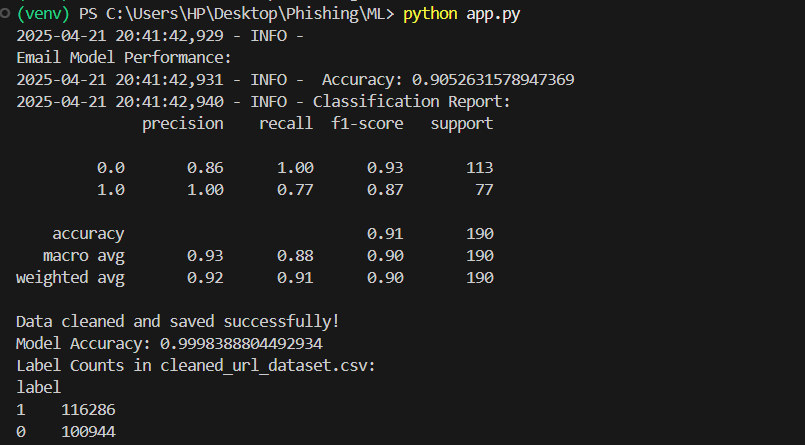 (venv) PS C:\Users\HP\Desktop\Phishing\ML> python app.py
2025-04-21 20:41:42,929 - INFO -
Email Model Performance:
2025-04-21 20:41:42,931 - INFO -  Accuracy: 0.9052631578947369
2025-04-21 20:41:42,940 - INFO - Classification Report:
              precision    recall  f1-score   support

         0.0       0.86      1.00      0.93       113
         1.0       1.00      0.77      0.87        77

    accuracy                           0.91       190
   macro avg       0.93      0.88      0.90       190
weighted avg       0.92      0.91      0.90       190

Data cleaned and saved successfully!
Model Accuracy: 0.9998388804492934
Label Counts in cleaned_url_dataset.csv:
label
1    116286
0    100944